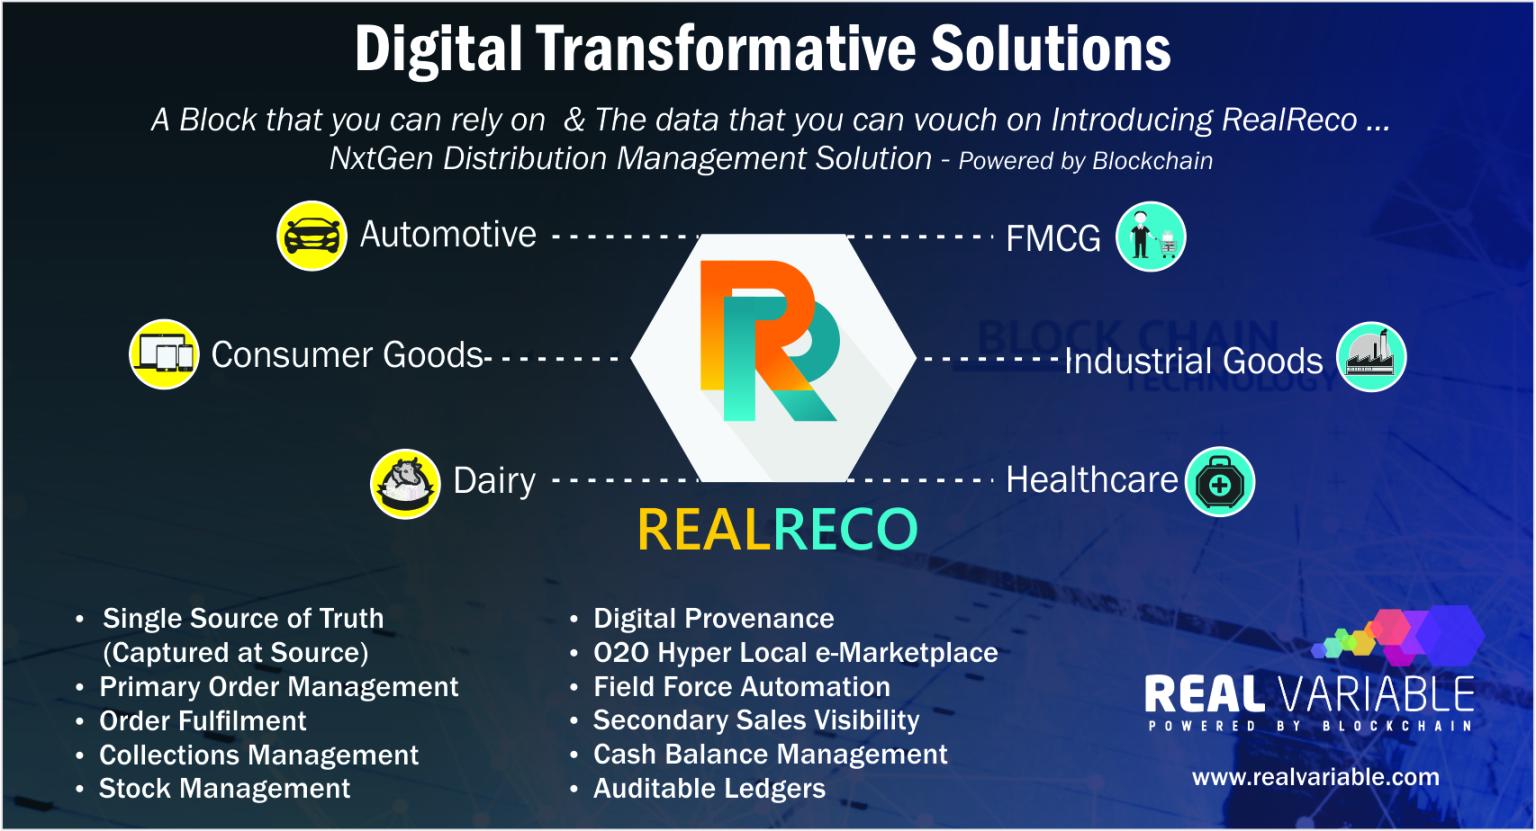 Digital Transformative Solutions
A Block that you can rely on & The data that you can vouch on Introducing RealReco ...
NxtGen Distribution Management Solution - Powered by Blockchain
Automotive
FMCG
Consumer Goods
BLOCK CHAIN
Industrial Goods
TECHNOLOGY
Dairy
Healthcare
REALRECO
• Single Source of Truth
(Captured at Source)
• Primary Order Management
• Order Fulfilment
• Collections Management
• Stock Management
• Digital Provenance
• O2O Hyper Local e-Marketplace
• Field Force Automation
• Secondary Sales Visibility
• Cash Balance Management
• Auditable Ledgers
REAL VARIABLE
POWERED BY BLOCKCHAIN
www.realvariable.com